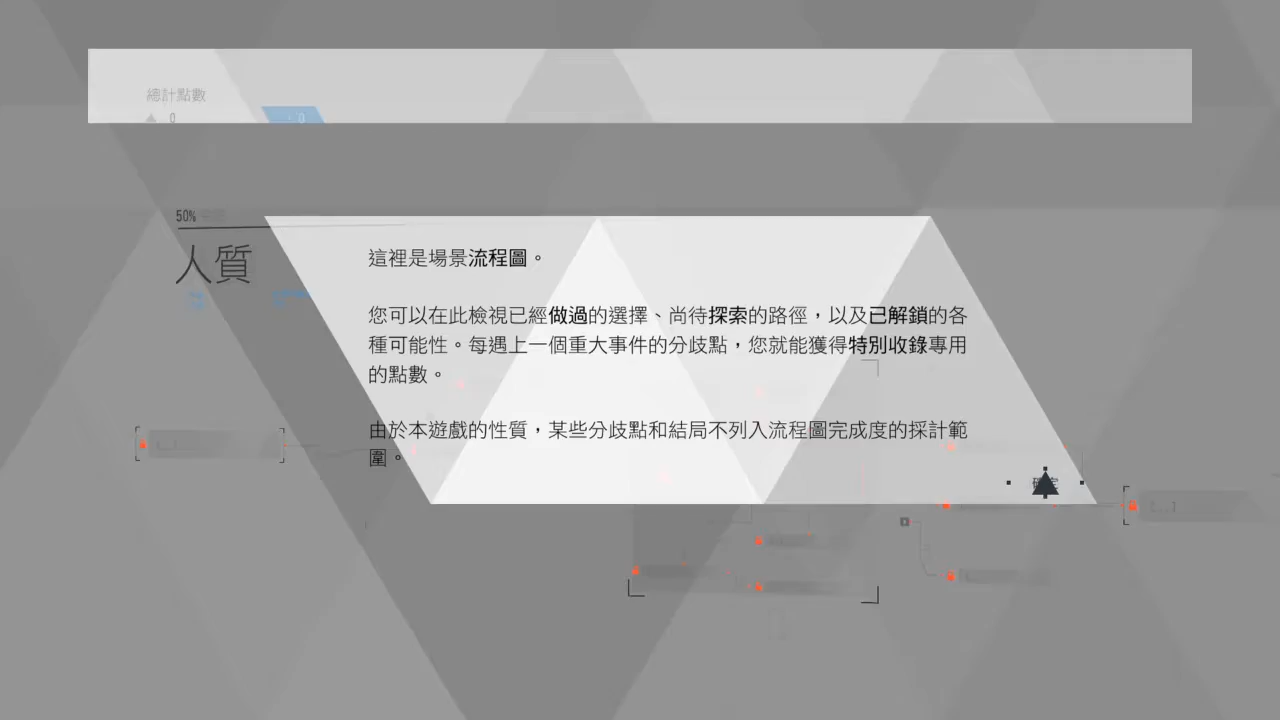 總計點數
0
0
50%
人質
這裡是場景流程圖。
您可以在此檢視已經做過的選擇、尚待探索的路徑，以及已解鎖的各
種可能性。每遇上一個重大事件的分歧點，您就能獲得特別收錄專用
的點數。
由於本遊戲的性質，某些分歧點和結局不列入流程圖完成度的採計範
圍。